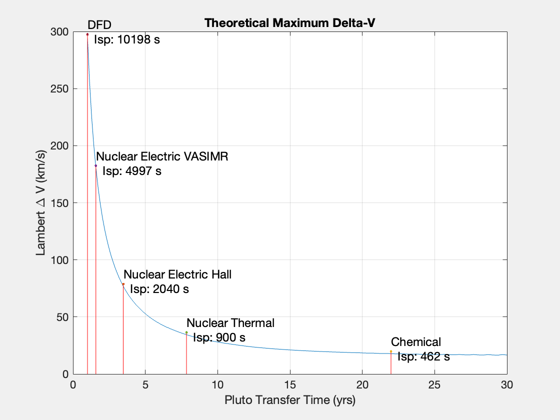 Theoretical Maximum Delta-V
DFD
Isp: 10198 s
Nuclear Electric VASIMR
Isp: 4997 s
Nuclear Electric Hall
Isp: 2040 s
Nuclear Thermal
Isp: 900 s
Chemical
Isp: 462 s
Lambert Δ V (km/s)
300
250
200
150
100
50
0
0 5 10 15 20 25 30
Pluto Transfer Time (yrs)